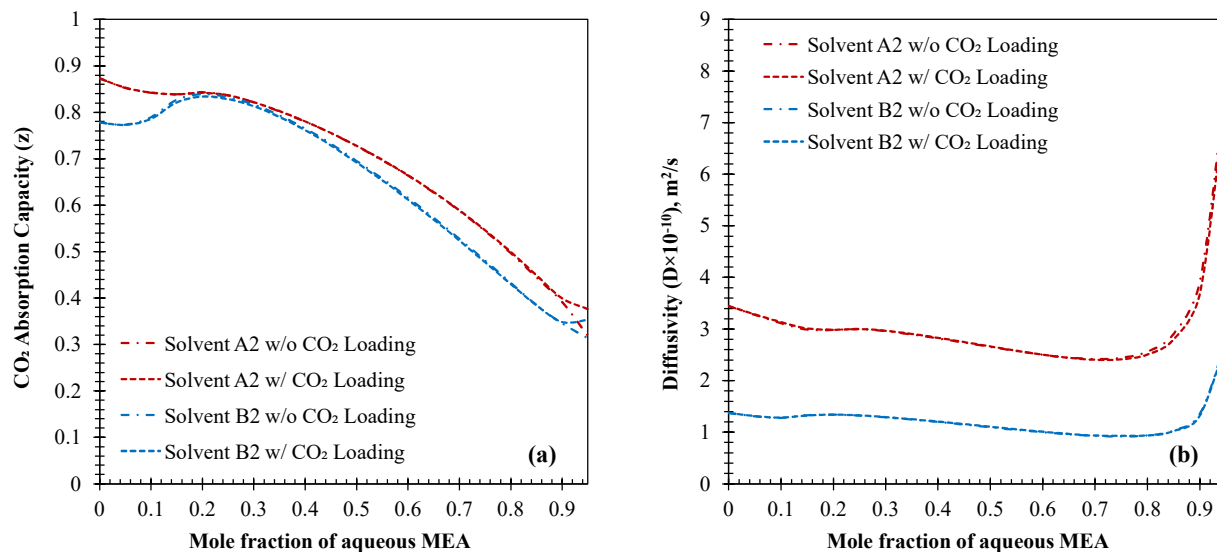 CO₂ Absorption Capacity (z)
1
0.9
0.8
0.7
0.6
0.5
0.4
0.3
0.2
0.1
0
Solvent A2 w/o CO₂ Loading
Solvent A2 w/ CO₂ Loading
Solvent B2 w/o CO₂ Loading
Solvent B2 w/ CO₂ Loading
(a)
0 0.1 0.2 0.3 0.4 0.5 0.6 0.7 0.8 0.9
Mole fraction of aqueous MEA
Diffusivity (D×10⁻¹⁰), m²/s
9
8
7
6
5
4
3
2
1
0
Solvent A2 w/o CO₂ Loading
Solvent A2 w/ CO₂ Loading
Solvent B2 w/o CO₂ Loading
Solvent B2 w/ CO₂ Loading
(b)
0 0.1 0.2 0.3 0.4 0.5 0.6 0.7 0.8 0.9
Mole fraction of aqueous MEA